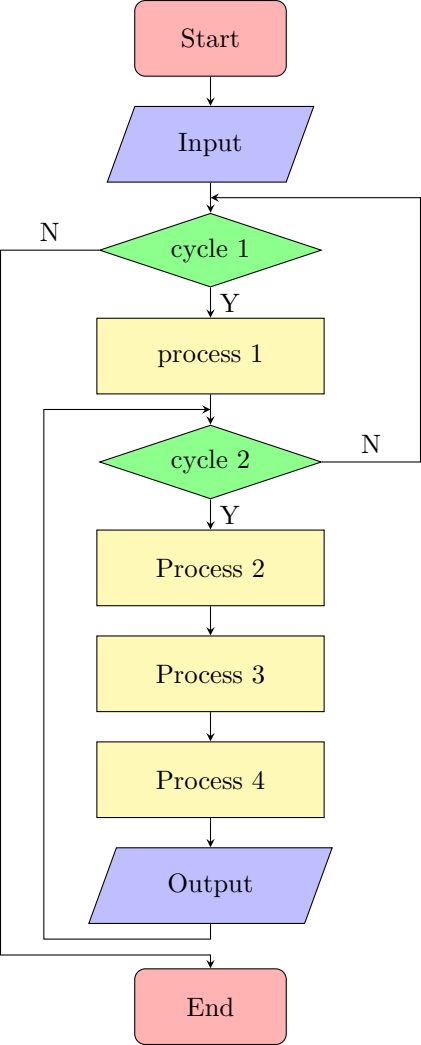 Start
Input
N
cycle 1
Y
process 1
cycle 2
N
Y
Process 2
Process 3
Process 4
Output
End